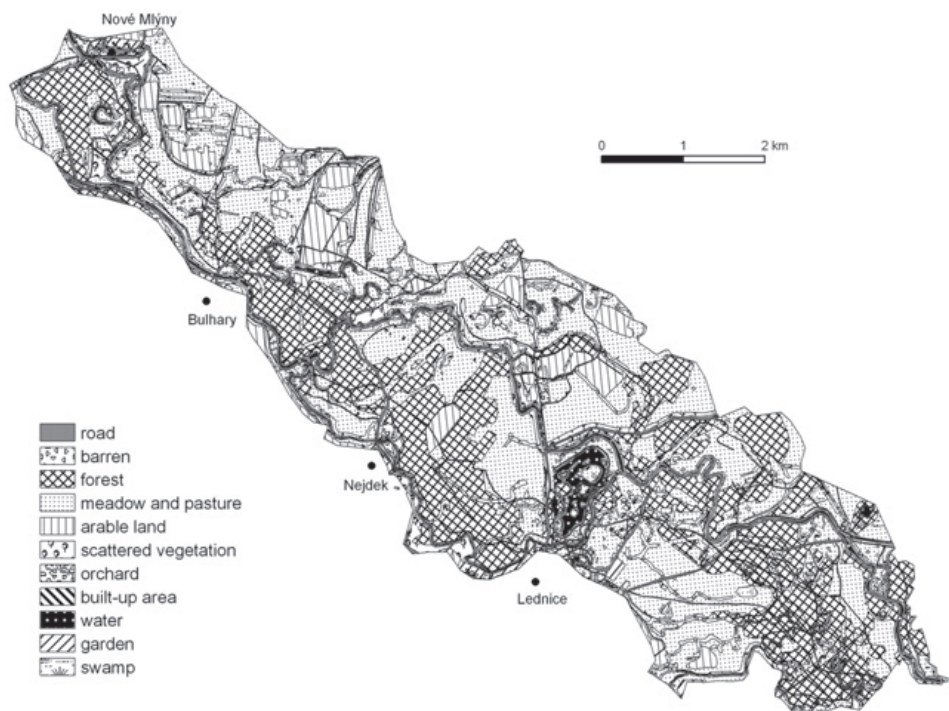 Nové Mlýny
0 1 2 km
Bulhary
Nejdek
Lednice
road
barren
forest
meadow and pasture
arable land
scattered vegetation
orchard
built-up area
water
garden
swamp